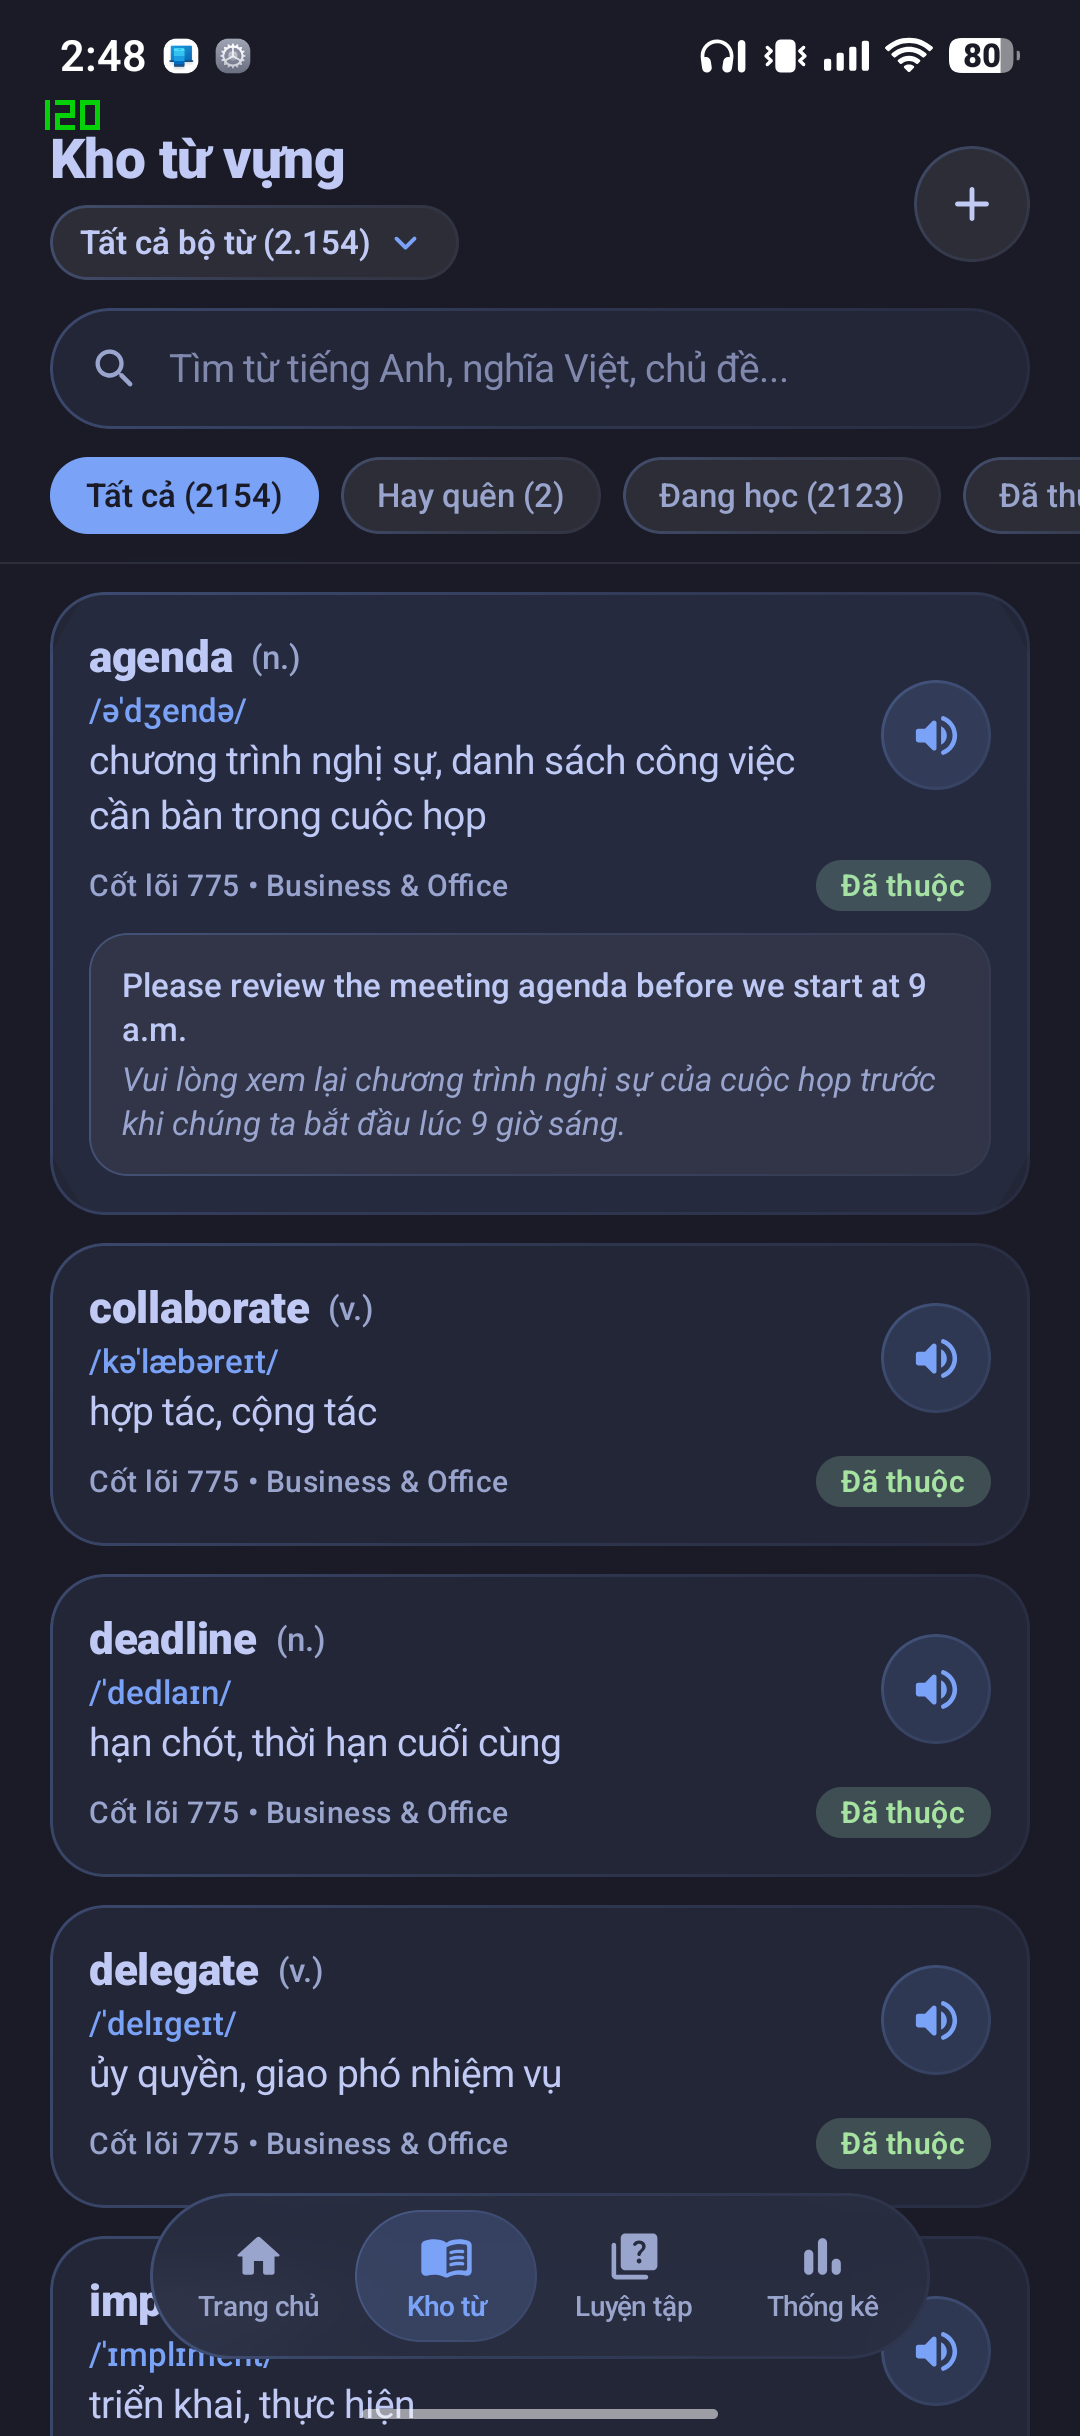 2:48
80
120
Kho từ vựng
Tất cả bộ từ (2.154)
Tìm từ tiếng Anh, nghĩa Việt, chủ đề...
Tất cả (2154)
Hay quên (2)
Đang học (2123)
Đã
agenda (n.)
/əˈdʒendə/
chương trình nghị sự, danh sách công việc
cần bàn trong cuộc họp
Cốt lõi 775 • Business & Office
Đã thuộc
Please review the meeting agenda before we start at 9
a.m.
Vui lòng xem lại chương trình nghị sự của cuộc họp trước
khi chúng ta bắt đầu lúc 9 giờ sáng.
collaborate (v.)
/kəˈlæbəreɪt/
hợp tác, cộng tác
Cốt lõi 775 • Business & Office
Đã thuộc
deadline (n.)
/ˈdedlaɪn/
hạn chót, thời hạn cuối cùng
Cốt lõi 775 • Business & Office
Đã thuộc
delegate (v.)
/ˈdelɪɡeɪt/
ủy quyền, giao phó nhiệm vụ
Cốt lõi 775 • Business & Office
Đã thuộc
triển khai, thực hiện
Trang chủ
Kho từ
Luyện tập
Thống kê